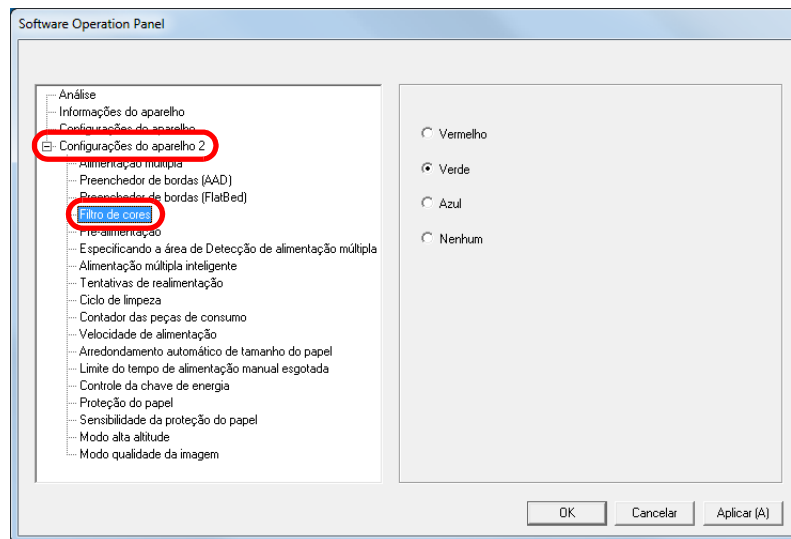 Software Operation Panel
Análise
Informações do aparelho
Configurações do aparelho
Configurações do aparelho 2
Alimentação múltipla
Preenchedor de bordas (AAD)
Preenchedor de bordas (FlatBed)
Filtro de cores
Pré-alimentação
Especificando a área de Detecção de alimentação múltipla
Alimentação múltipla inteligente
Tentativas de realimentação
Ciclo de limpeza
Contador das peças de consumo
Velocidade de alimentação
Arredondamento automático de tamanho do papel
Limite do tempo de alimentação manual esgotada
Controle da chave de energia
Proteção do papel
Sensibilidade da proteção do papel
Modo alta altitude
Modo qualidade da imagem
Vermelho
Verde
Azul
Nenhum
OK
Cancelar
Aplicar (A)